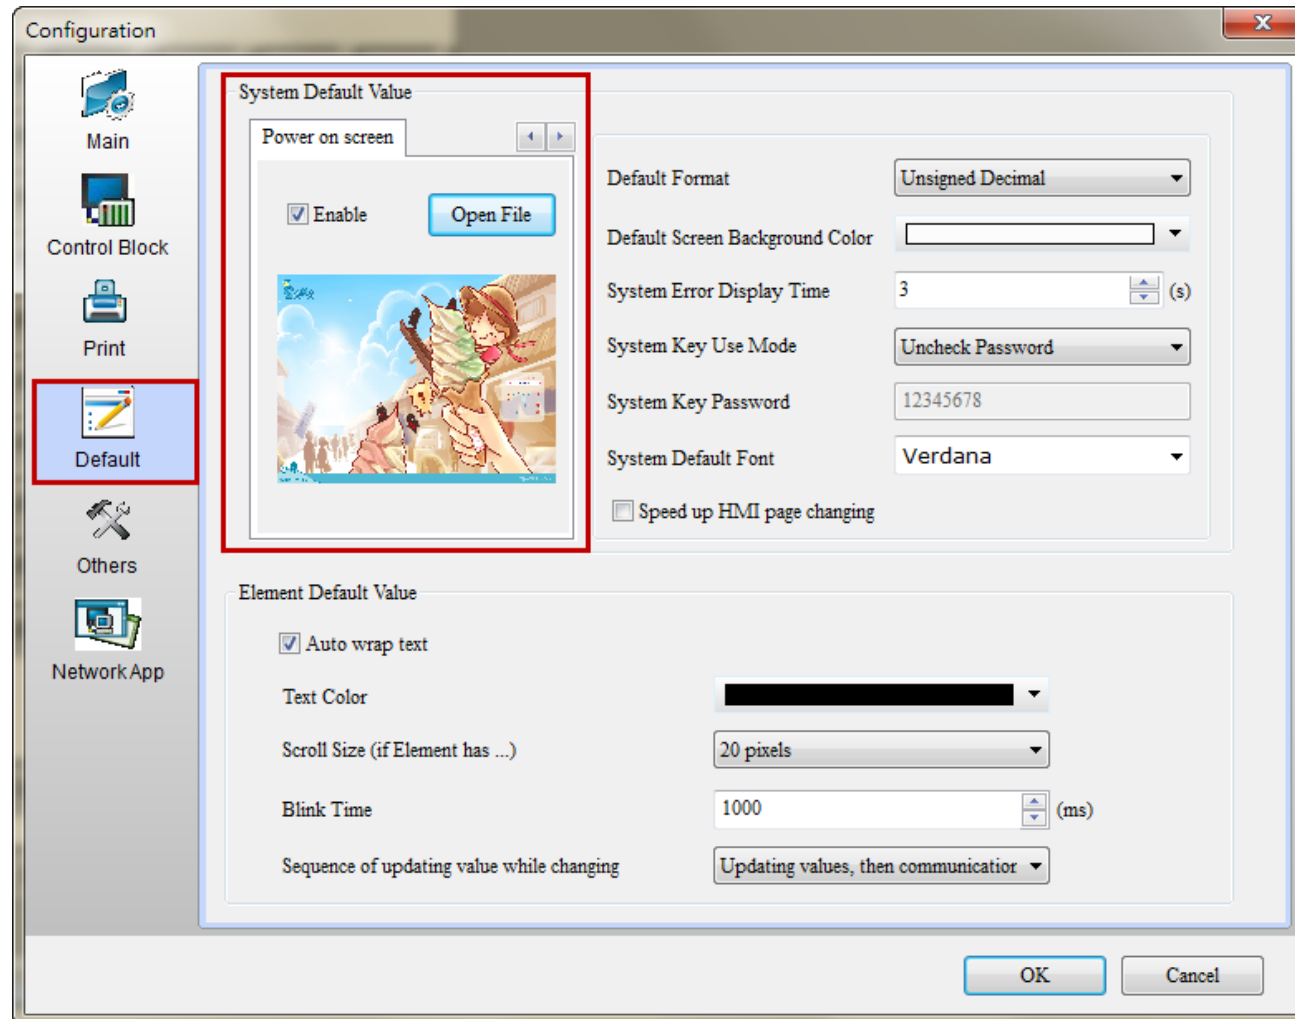 Configuration
Main
Control Block
Print
Default
Others
Network App
System Default Value
Power on screen
Enable
Open File
Default Format
Unsigned Decimal
Default Screen Background Color
System Error Display Time
3
(s)
System Key Use Mode
Uncheck Password
System Key Password
12345678
System Default Font
Verdana
Speed up HMI page changing
Element Default Value
Auto wrap text
Text Color
Scroll Size (if Element has ...)
20 pixels
Blink Time
1000
(ms)
Sequence of updating value while changing
Updating values, then communication
OK
Cancel